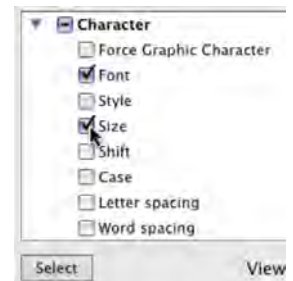 Character
Force Graphic Character
Font
Style
Size
Shift
Case
Letter spacing
Word spacing
Select View